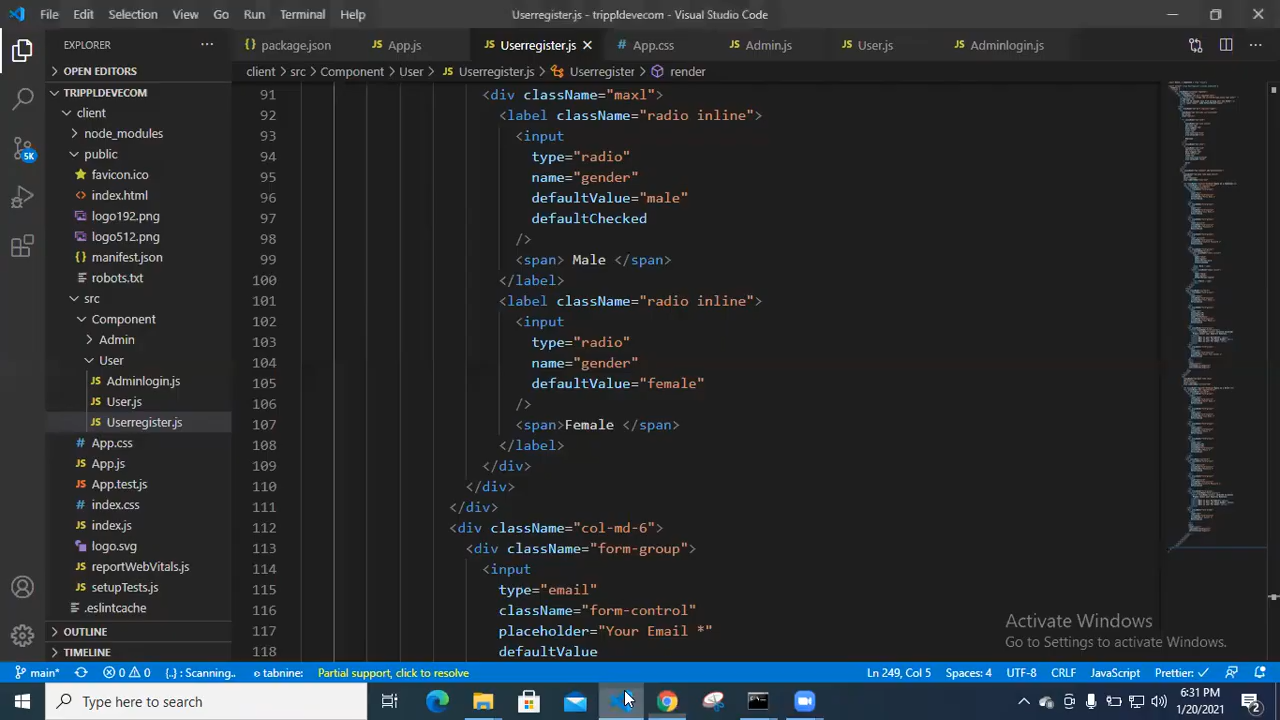 File Edit Selection View Go Run Terminal Help Userregister.js - trippldevecom - Visual Studio Code
EXPLORER ··· package.json App.js Userregister.js App.css Admin.js User.js Adminlogin.js ···
OPEN EDITORS
client > src > Component > User > Userregister.js > Userregister > render
TRIPPLDEVECOM
client
node_modules
public
favicon.ico
index.html
logo192.png
logo512.png
manifest.json
robots.txt
src
Component
Admin
User
Adminlogin.js
User.js
Userregister.js
App.css
App.js
App.test.js
index.css
index.js
logo.svg
reportWebVitals.js
setupTests.js
.eslintcache
OUTLINE
TIMELINE
5K
91 <div className="maxl">
92 <label className="radio inline">
93 <input
94 type="radio"
95 name="gender"
96 defaultValue="male"
97 defaultChecked
98 />
99 <span> Male </span>
100 </label>
101 <label className="radio inline">
102 <input
103 type="radio"
104 name="gender"
105 defaultValue="female"
106 />
107 <span>Female </span>
108 </label>
109 </div>
110 </div>
111 </div>
112 <div className="col-md-6">
113 <div className="form-group">
114 <input
115 type="email"
116 className="form-control"
117 placeholder="Your Email *"
118 defaultValue
Activate Windows
Go to Settings to activate Windows.
main* 0 0 {..} : Scanning.. tabnine: Partial support, click to resolve Ln 249, Col 5 Spaces: 4 UTF-8 CRLF JavaScript Prettier: ✓
Type here to search 6:31 PM
1/20/2021
2